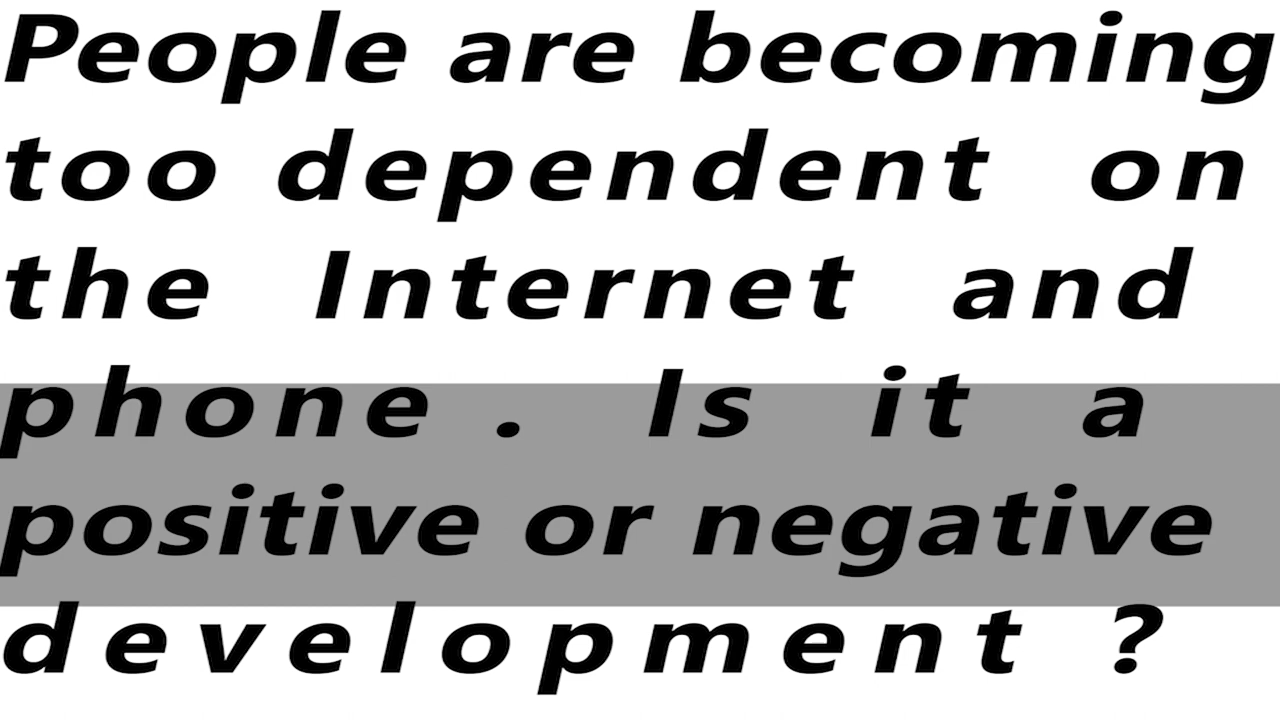 People are becoming
too dependent on
the Internet and
phone . Is it a
positive or negative
development ?